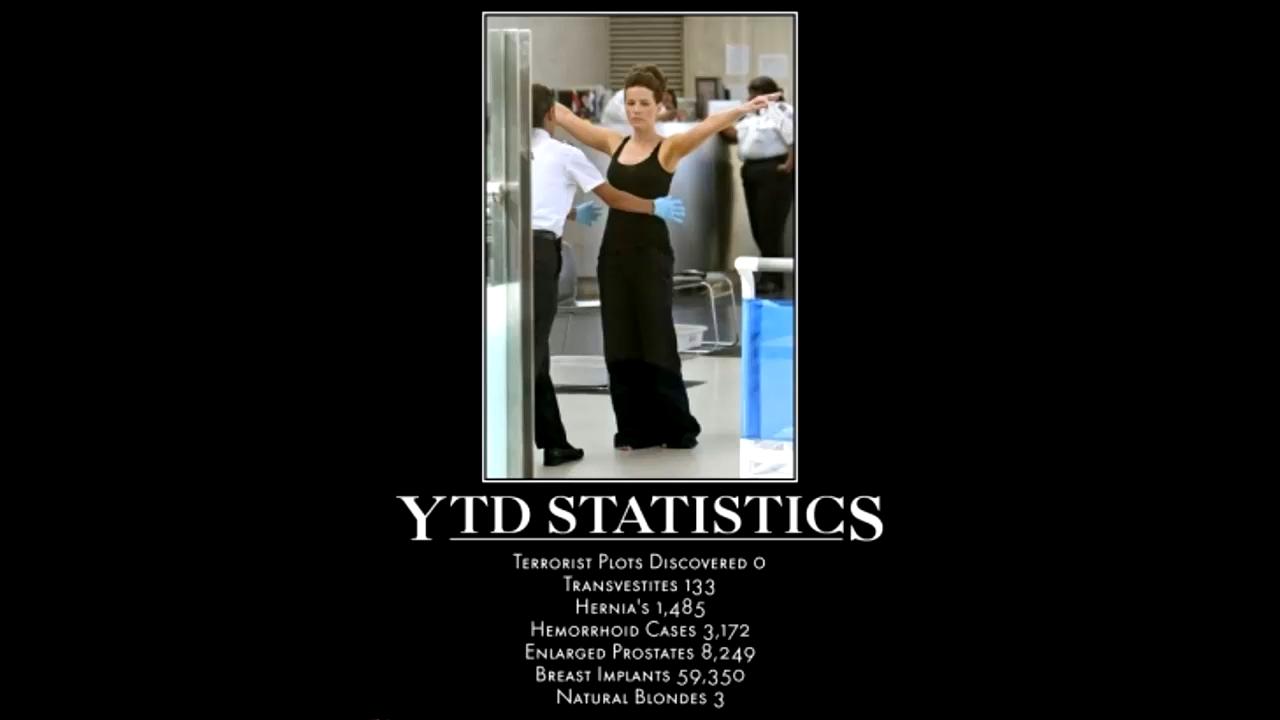 YTD STATISTICS
TERRORIST PLOTS DISCOVERED 0
TRANSVESTITES 133
HERNIA'S 1,485
HEMORRHOID CASES 3,172
ENLARGED PROSTATES 8,249
BREAST IMPLANTS 59,350
NATURAL BLONDES 3